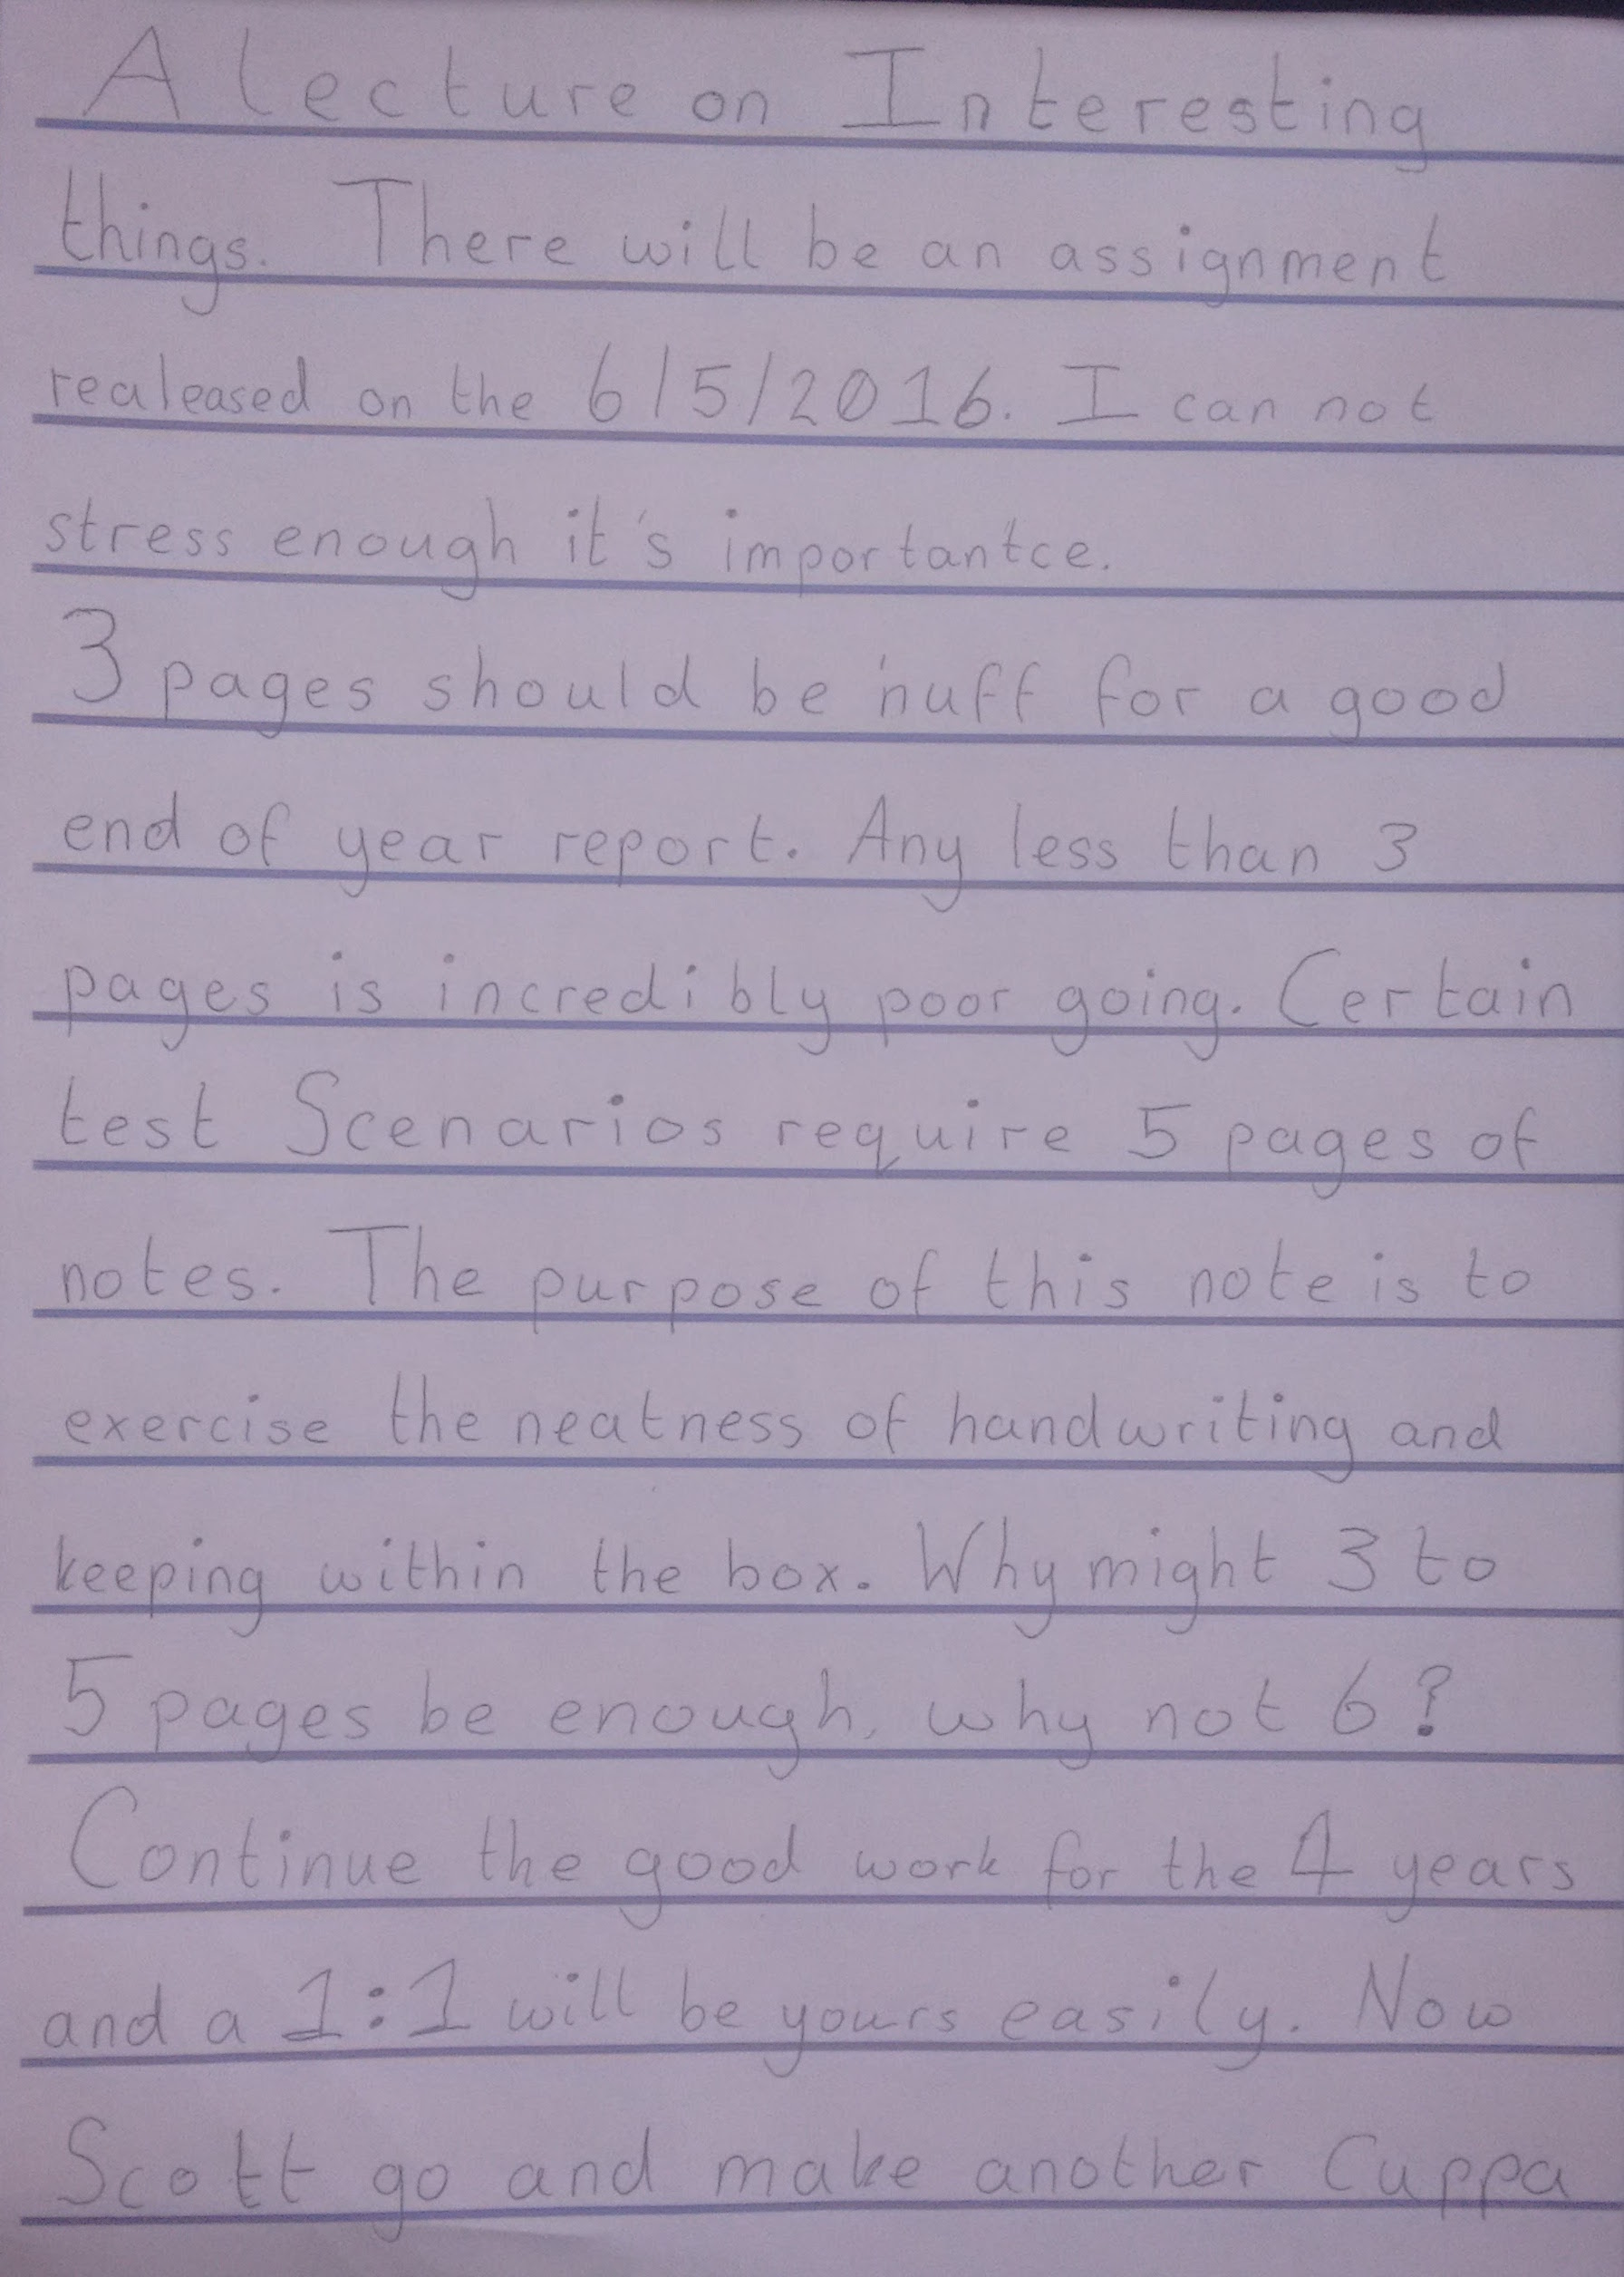 A lecture on Interesting
things. There will be an assignment
realeased on the 6/5/2016. I can not
stress enough it's importantce.
3 pages should be 'nuff for a good
end of year report. Any less than 3
pages is incredibly poor going. Certain
test Scenarios require 5 pages of
notes. The purpose of this note is to
exercise the neatness of handwriting and
keeping within the box. Why might 3 to
5 pages be enough, why not 6?
Continue the good work for the 4 years
and a 1:1 will be yours easily. Now
Scott go and make another Cuppa